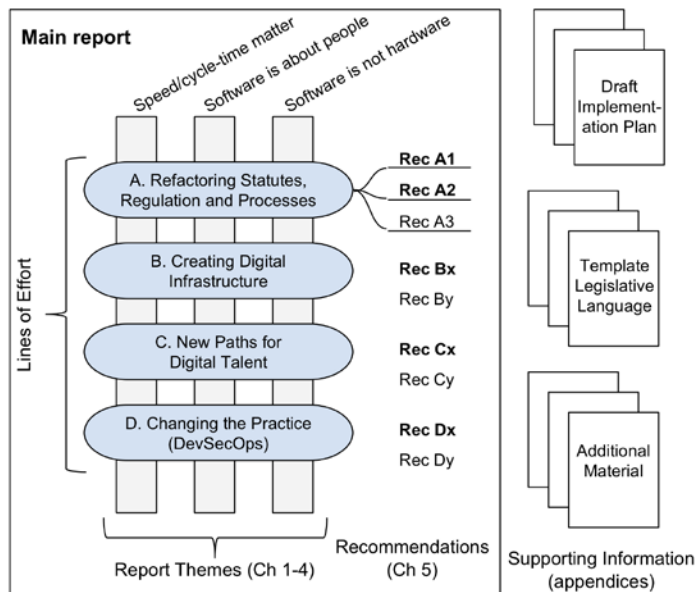 Main report
Speed/cycle-time matter
Software is about people
Software is not hardware
Lines of Effort
A. Refactoring Statutes,
Regulation and Processes
Rec A1
Rec A2
Rec A3
B. Creating Digital
Infrastructure
Rec Bx
Rec By
C. New Paths for
Digital Talent
Rec Cx
Rec Cy
D. Changing the Practice
(DevSecOps)
Rec Dx
Rec Dy
Report Themes (Ch 1-4)
Recommendations
(Ch 5)
Draft
Implement-
ation Plan
Template
Legislative
Language
Additional
Material
Supporting Information
(appendices)